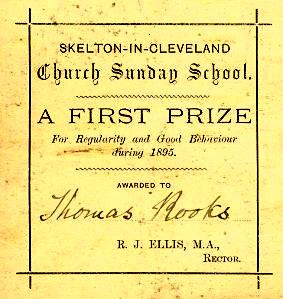 SKELTON-IN-CLEVELAND
Church Sunday School.
A FIRST PRIZE
For Regularity and Good Behaviour
during 1895.
AWARDED TO
Thomas Rooks
R. J. ELLIS, M.A.,
RECTOR.